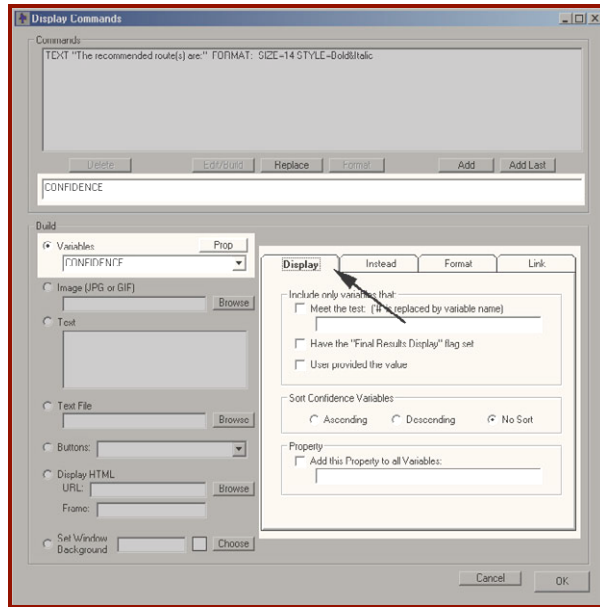 Display Commands
Commands
TEXT "The recommended route(s) are:" FORMAT: SIZE=14 STYLE=Bold&Italic
Delete Edit/Build Replace Format Add Add Last
CONFIDENCE
Build
Variables Prop
CONFIDENCE
Display Instead Format Link
Image (JPG or GIF)
Browse
Include only variables that:
Meet the test: ('#' is replaced by variable name)
Text
Have the "Final Results Display" flag set
User provided the value
Sort Confidence Variables
Text File
Browse
Ascending Descending No Sort
Buttons:
Property
Add this Property to all Variables:
Display HTML
URL: Browse
Frame:
Set Window
Background Choose
Cancel OK